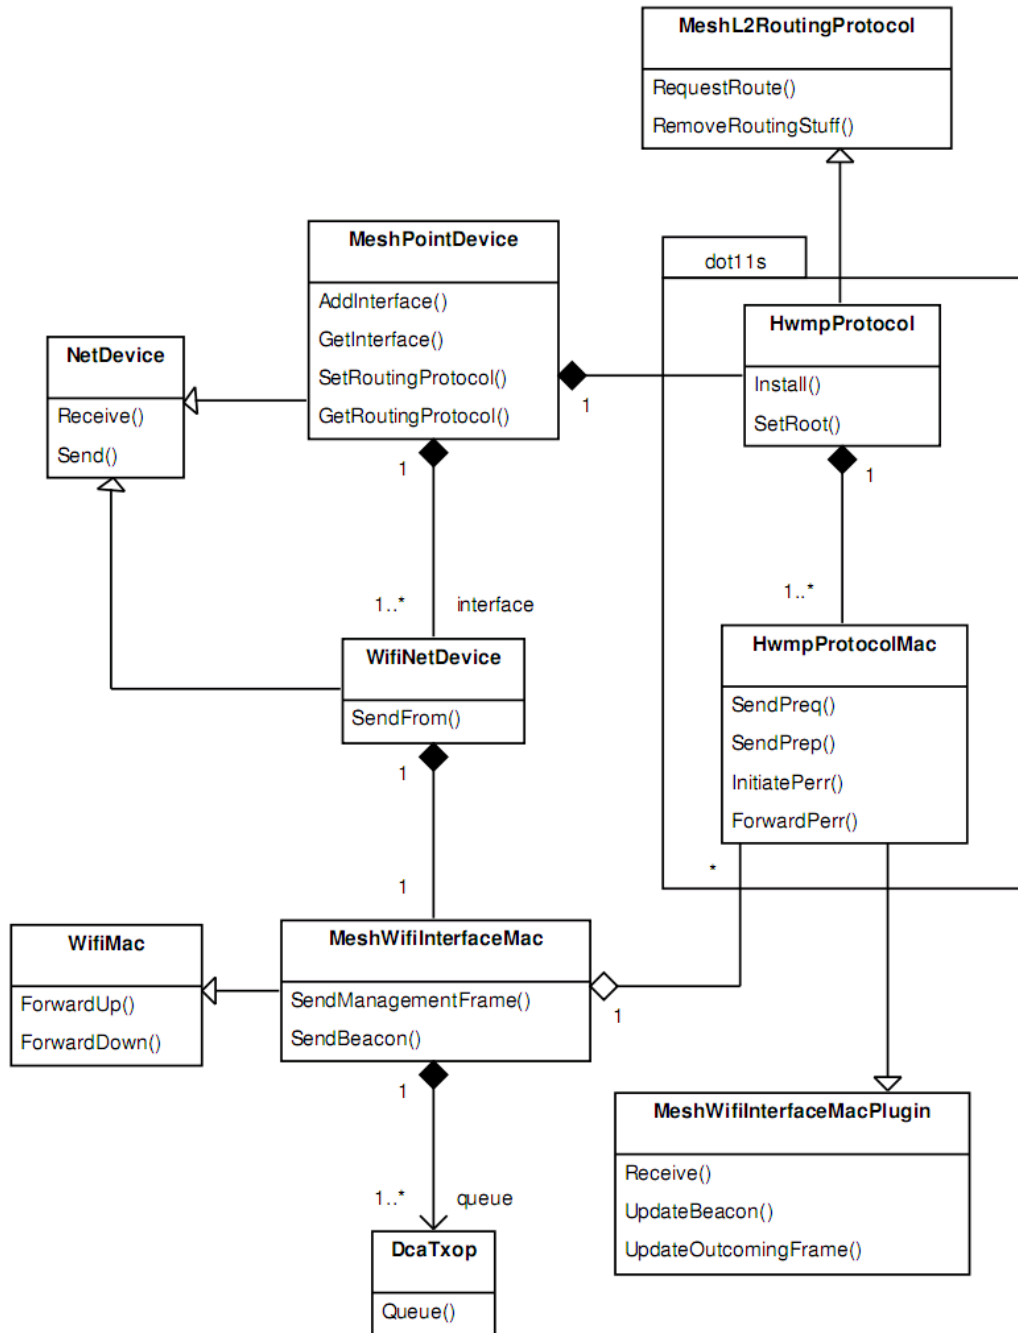 MeshL2RoutingProtocol
RequestRoute()
RemoveRoutingStuff()
MeshPointDevice
AddInterface()
GetInterface()
SetRoutingProtocol()
GetRoutingProtocol()
dot11s
HwmpProtocol
Install()
SetRoot()
NetDevice
Receive()
Send()
1
1
1
1..*
interface
1..*
WifiNetDevice
SendFrom()
HwmpProtocolMac
SendPreq()
SendPrep()
InitiatePerr()
ForwardPerr()
1
1
*
WifiMac
ForwardUp()
ForwardDown()
MeshWifiInterfaceMac
SendManagementFrame()
SendBeacon()
1
1
MeshWifiInterfaceMacPlugin
Receive()
UpdateBeacon()
UpdateOutcomingFrame()
1..*
queue
DcaTxop
Queue()